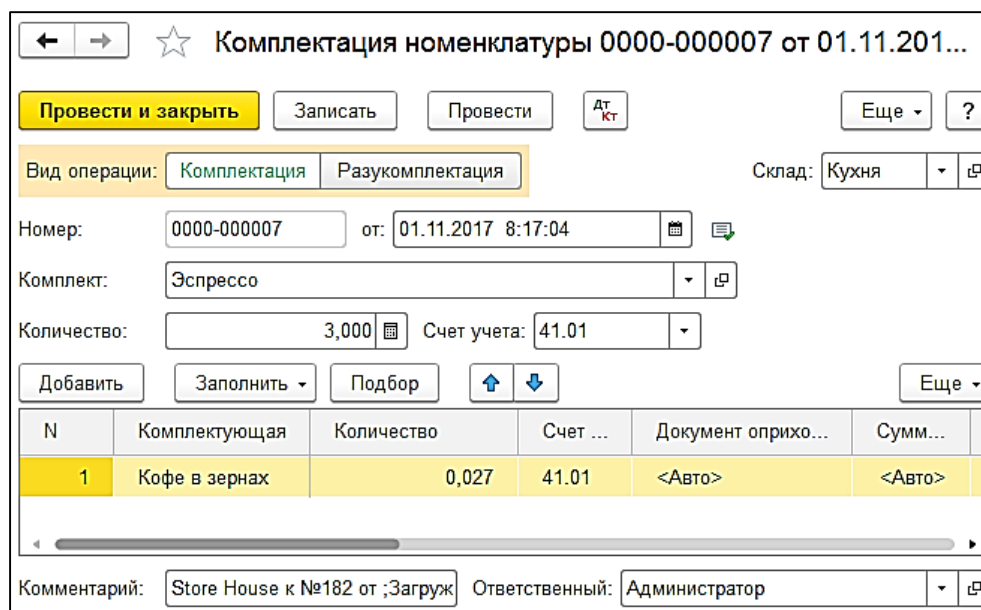 Комплектация номенклатуры 0000-000007 от 01.11.201...
Провести и закрыть Записать Провести Дт Кт Еще ?
Вид операции: Комплектация Разукомплектация Склад: Кухня
Номер: 0000-000007 от: 01.11.2017 8:17:04
Комплект: Эспрессо
Количество: 3,000 Счет учета: 41.01
Добавить Заполнить Подбор Еще
N Комплектующая Количество Счет ... Документ оприхо... Сумм...
1 Кофе в зернах 0,027 41.01 <Авто> <Авто>
Комментарий: Store House к №182 от ;Загруж Ответственный: Администратор